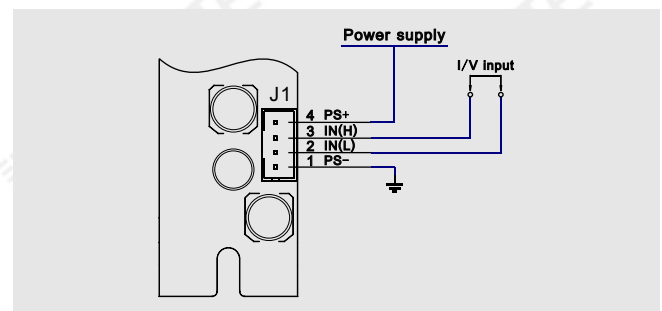 Power supply
I/V input
J1
4 PS+
3 IN(H)
2 IN(L)
1 PS−